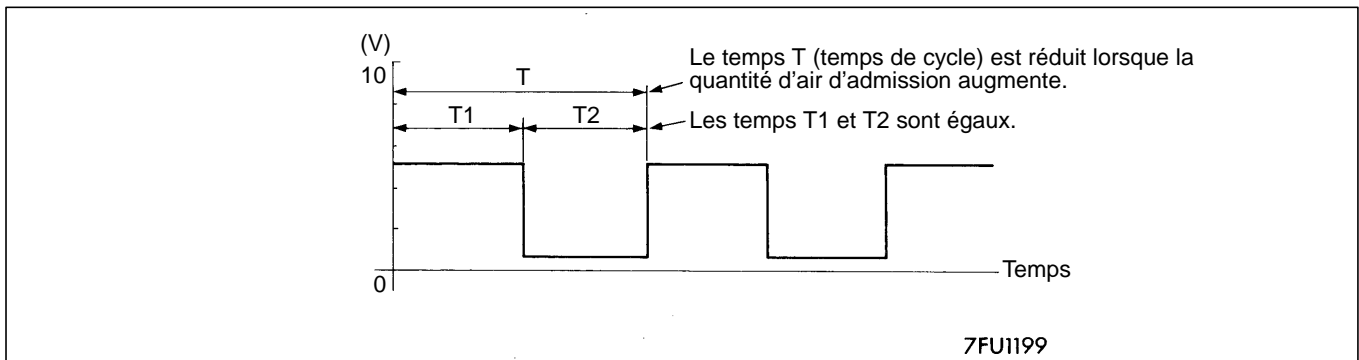 (V)
10
T
Le temps T (temps de cycle) est réduit lorsque la
quantité d'air d'admission augmente.
T1
T2
Les temps T1 et T2 sont égaux.
Temps
0
7FU1199